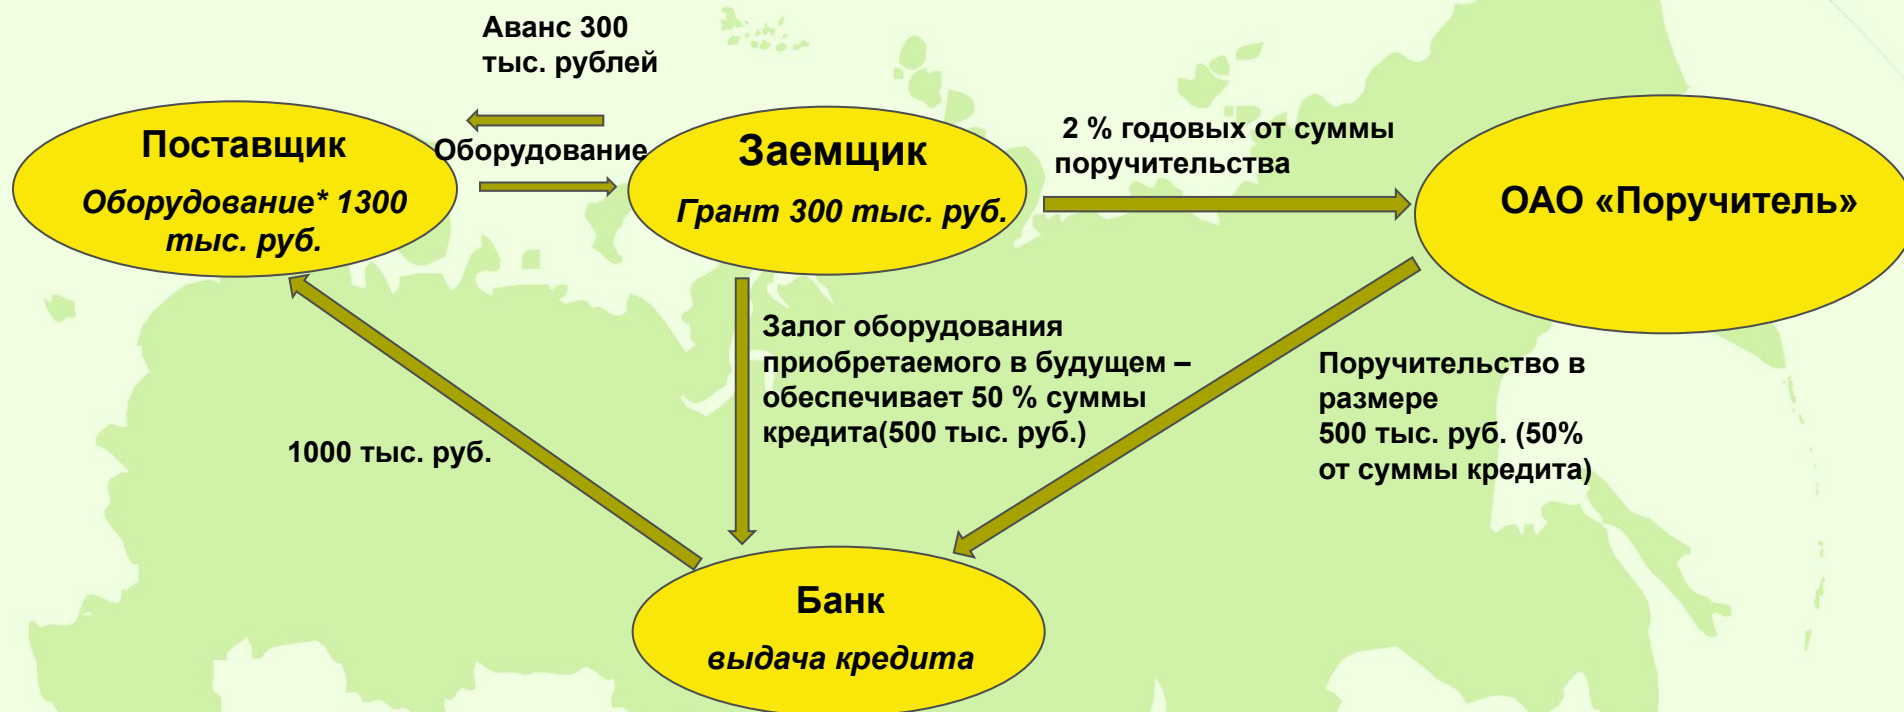 Аванс 300
тыс. рублей
Поставщик
Оборудование* 1300
тыс. руб.
Оборудование
Заемщик
Грант 300 тыс. руб.
2 % годовых от суммы
поручительства
ОАО «Поручитель»
Залог оборудования
приобретаемого в будущем –
обеспечивает 50 % суммы
кредита(500 тыс. руб.)
Поручительство в
размере
500 тыс. руб. (50%
от суммы кредита)
1000 тыс. руб.
Банк
выдача кредита